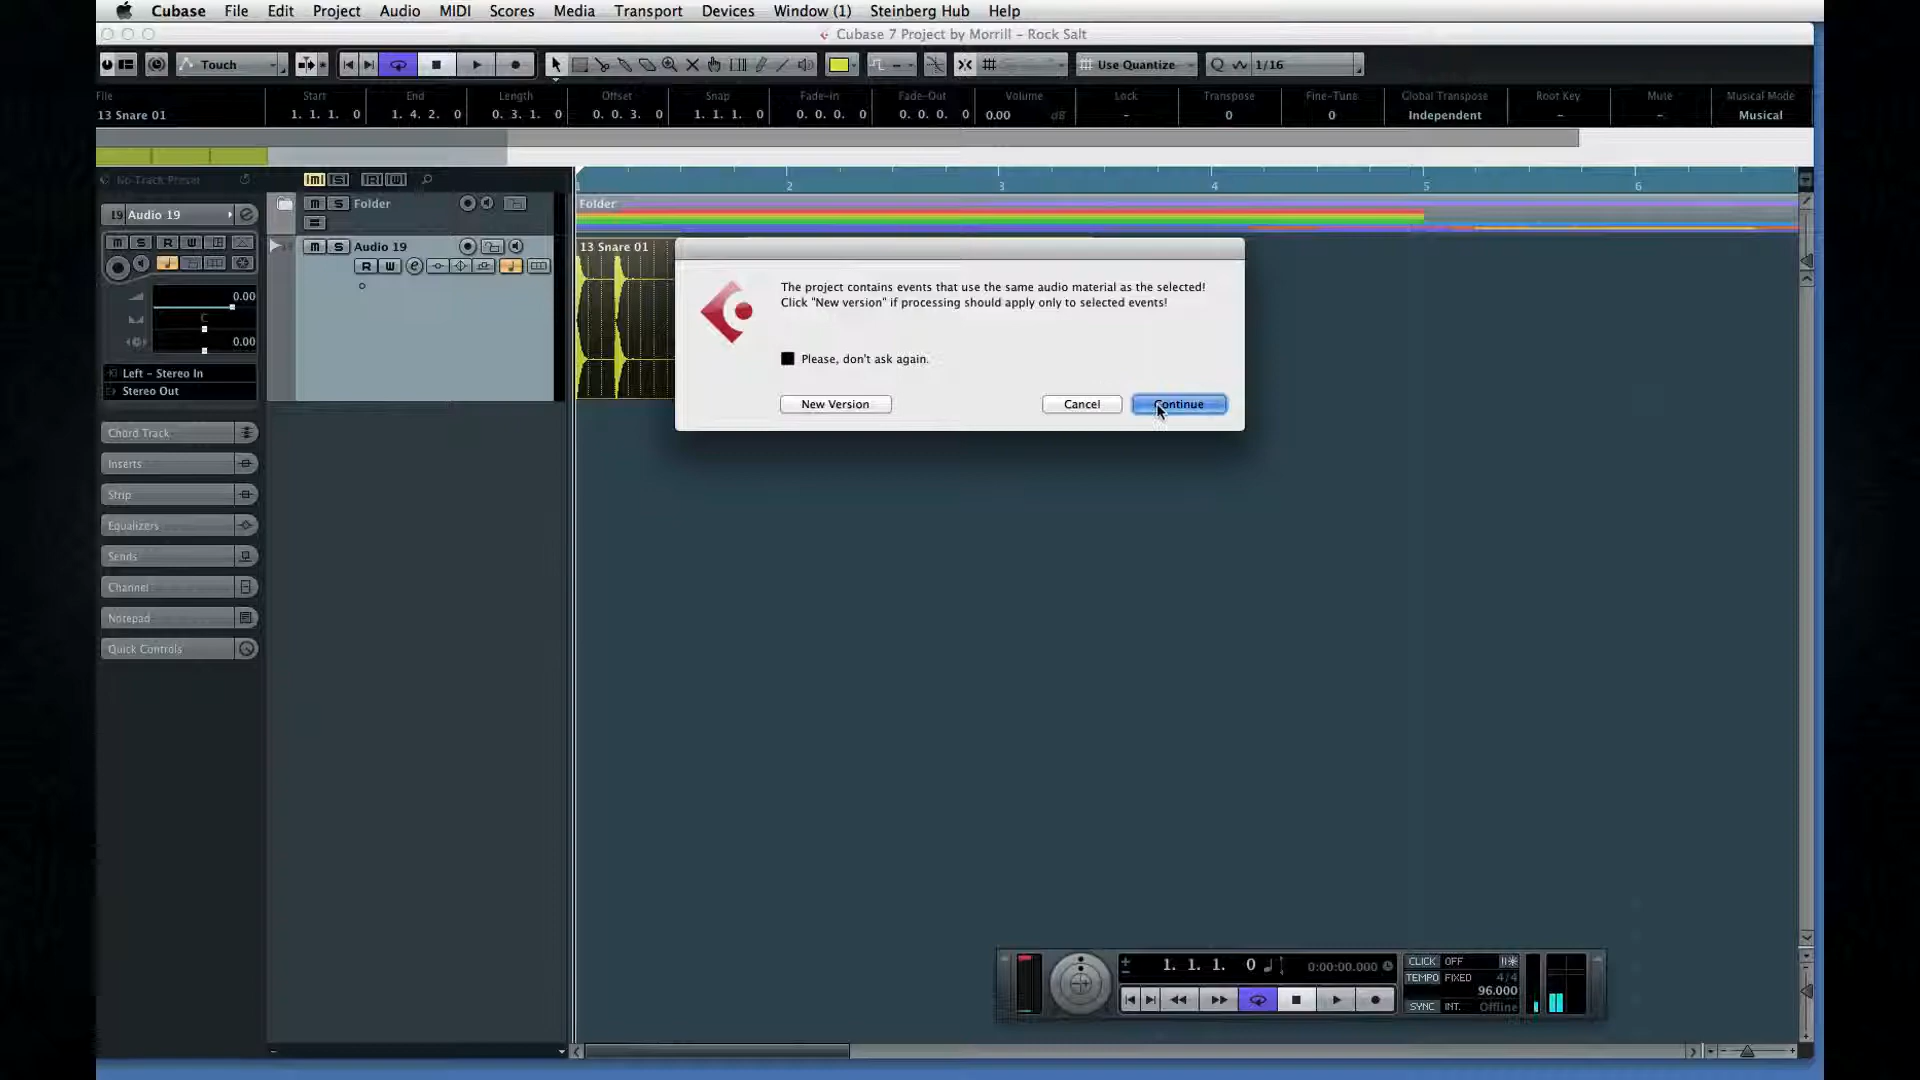 Cubase File Edit Project Audio MIDI Scores Media Transport Devices Window (1) Steinberg Hub Help
Cubase 7 Project by Morrill – Rock Salt
Touch
Use Quantize
1/16
File Start End Length Offset Snap Fade-In Fade-Out Volume Lock Transpose Fine-Tune Global Transpose Root Key Mute Musical Mode
13 Snare 01 1. 1. 1. 0 1. 4. 2. 0 0. 3. 1. 0 0. 0. 3. 0 1. 1. 1. 0 0. 0. 0. 0 0. 0. 0. 0 0.00 dB – 0 0 Independent – – Musical
No Track Preset
2 3 4 5 6
m S Folder
Folder
19 Audio 19
m S R W
m S Audio 19
R W e
13 Snare 01
0.00
C
0.00
Left – Stereo In
Stereo Out
Chord Track
Inserts
Strip
Equalizers
Sends
Channel
Notepad
Quick Controls
The project contains events that use the same audio material as the selected!
Click "New version" if processing should apply only to selected events!
Please, don't ask again.
New Version
Cancel
Continue
1. 1. 1. 0
0:00:00.000
CLICK OFF
TEMPO FIXED 4/4
96.000
SYNC INT. Offline